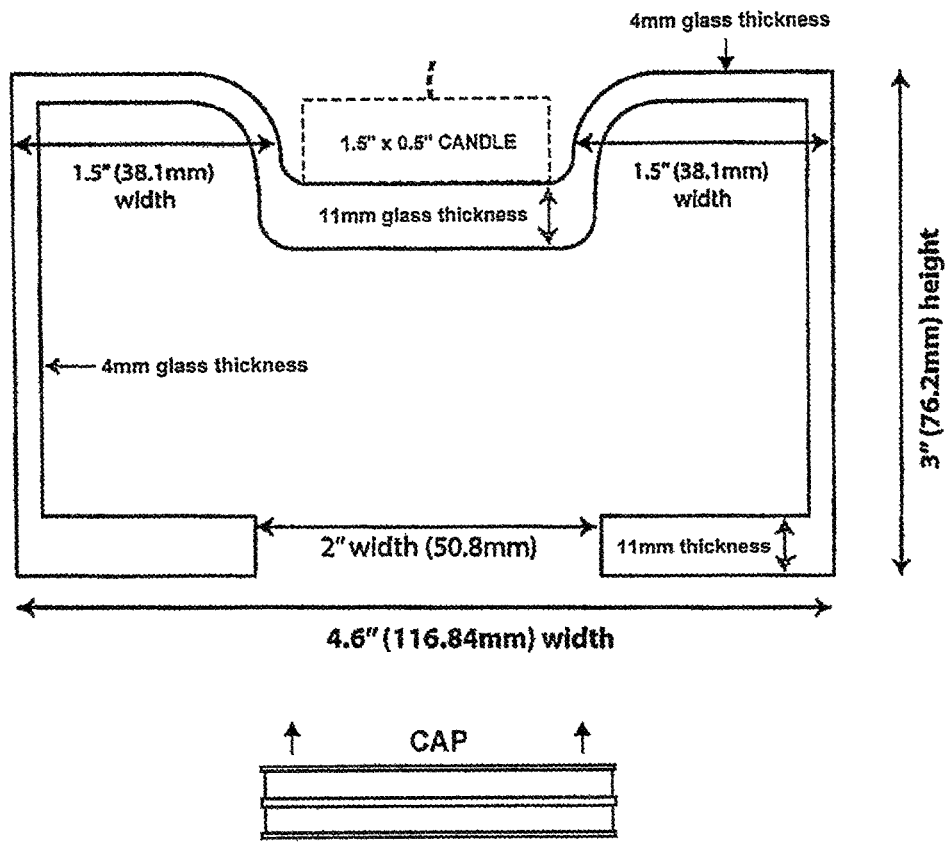 4mm glass thickness
1.5" x 0.5" CANDLE
1.5" (38.1mm)
width
1.5" (38.1mm)
width
11mm glass thickness
3" (76.2mm) height
4mm glass thickness
2" width (50.8mm)
11mm thickness
4.6" (116.84mm) width
CAP